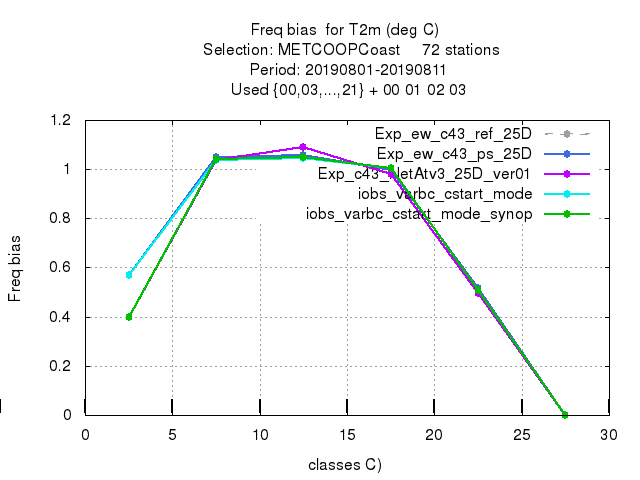 Freq bias  for T2m (deg C)
Selection: METCOOPCoast     72 stations
Period: 20190801-20190811
Used {00,03,...,21} + 00 01 02 03
1.2
1
0.8
0.6
0.4
0.2
0
Freq bias
Exp_ew_c43_ref_25D
Exp_ew_c43_ps_25D
Exp_c43_NetAtv3_25D_ver01
iobs_varbc_cstart_mode
iobs_varbc_cstart_mode_synop
0 5 10 15 20 25 30
classes C)